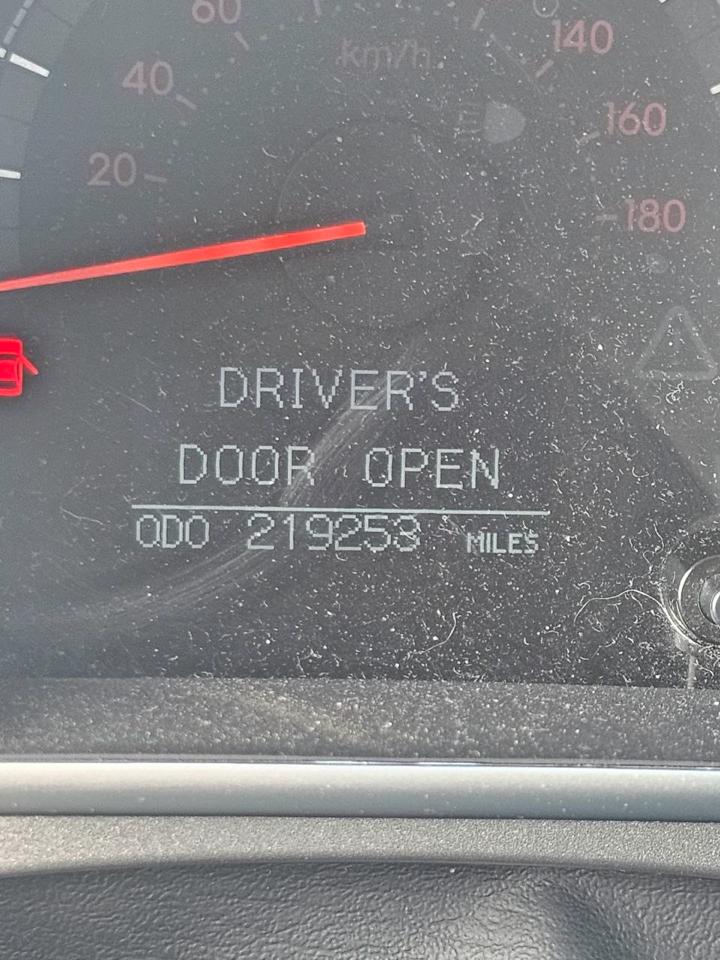 60
km/h
140
40
160
20
180
DRIVER'S
DOOR OPEN
ODO 219253 MILES